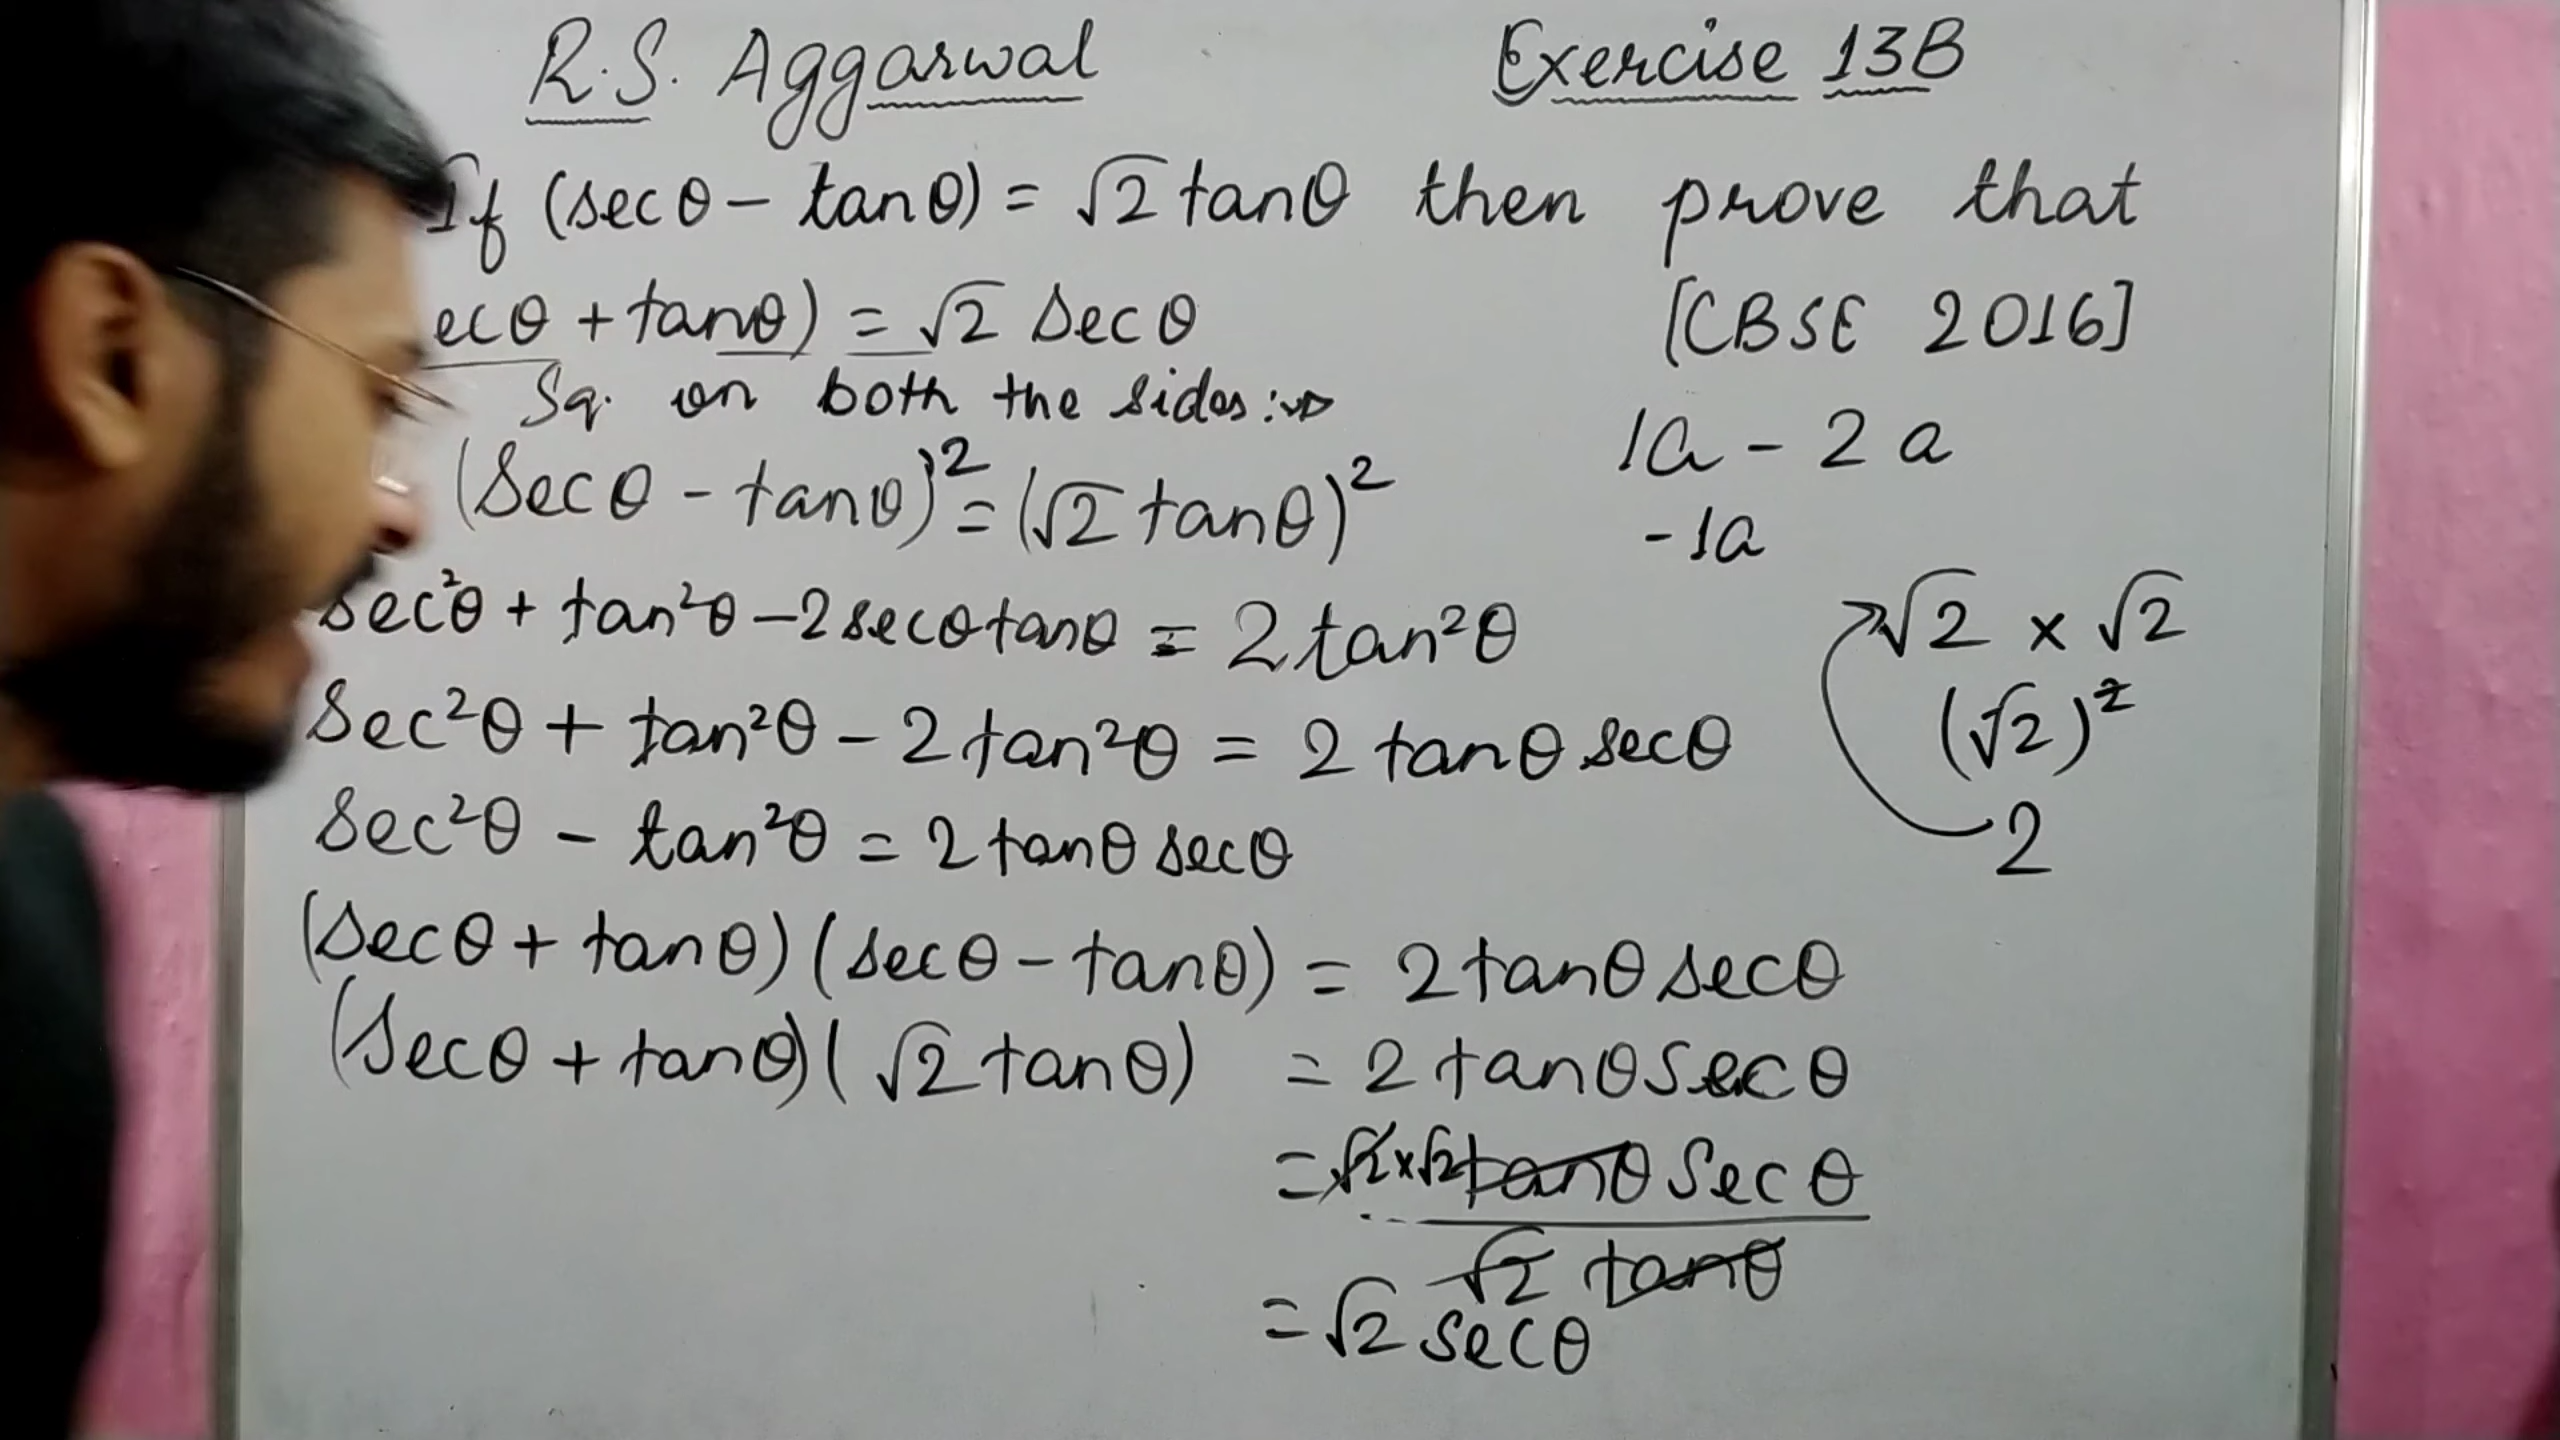 R.S. Aggarwal Exercise 13B
If (secθ - tanθ) = √2 tanθ then prove that
ecθ + tanθ) = √2 secθ [CBSE 2016]
Sq. on both the sides:
(secθ - tanθ)² = (√2 tanθ)²
sec²θ + tan²θ - 2secθtanθ = 2tan²θ
sec²θ + tan²θ - 2tan²θ = 2 tanθ secθ
sec²θ - tan²θ = 2 tanθ secθ
(secθ + tanθ)(secθ - tanθ) = 2tanθ secθ
(secθ + tanθ)(√2 tanθ) = 2 tanθ secθ
= √2×√2 tanθ secθ
√2 tanθ
= √2 secθ
1a - 2a
-1a
√2 × √2
(√2)²
2